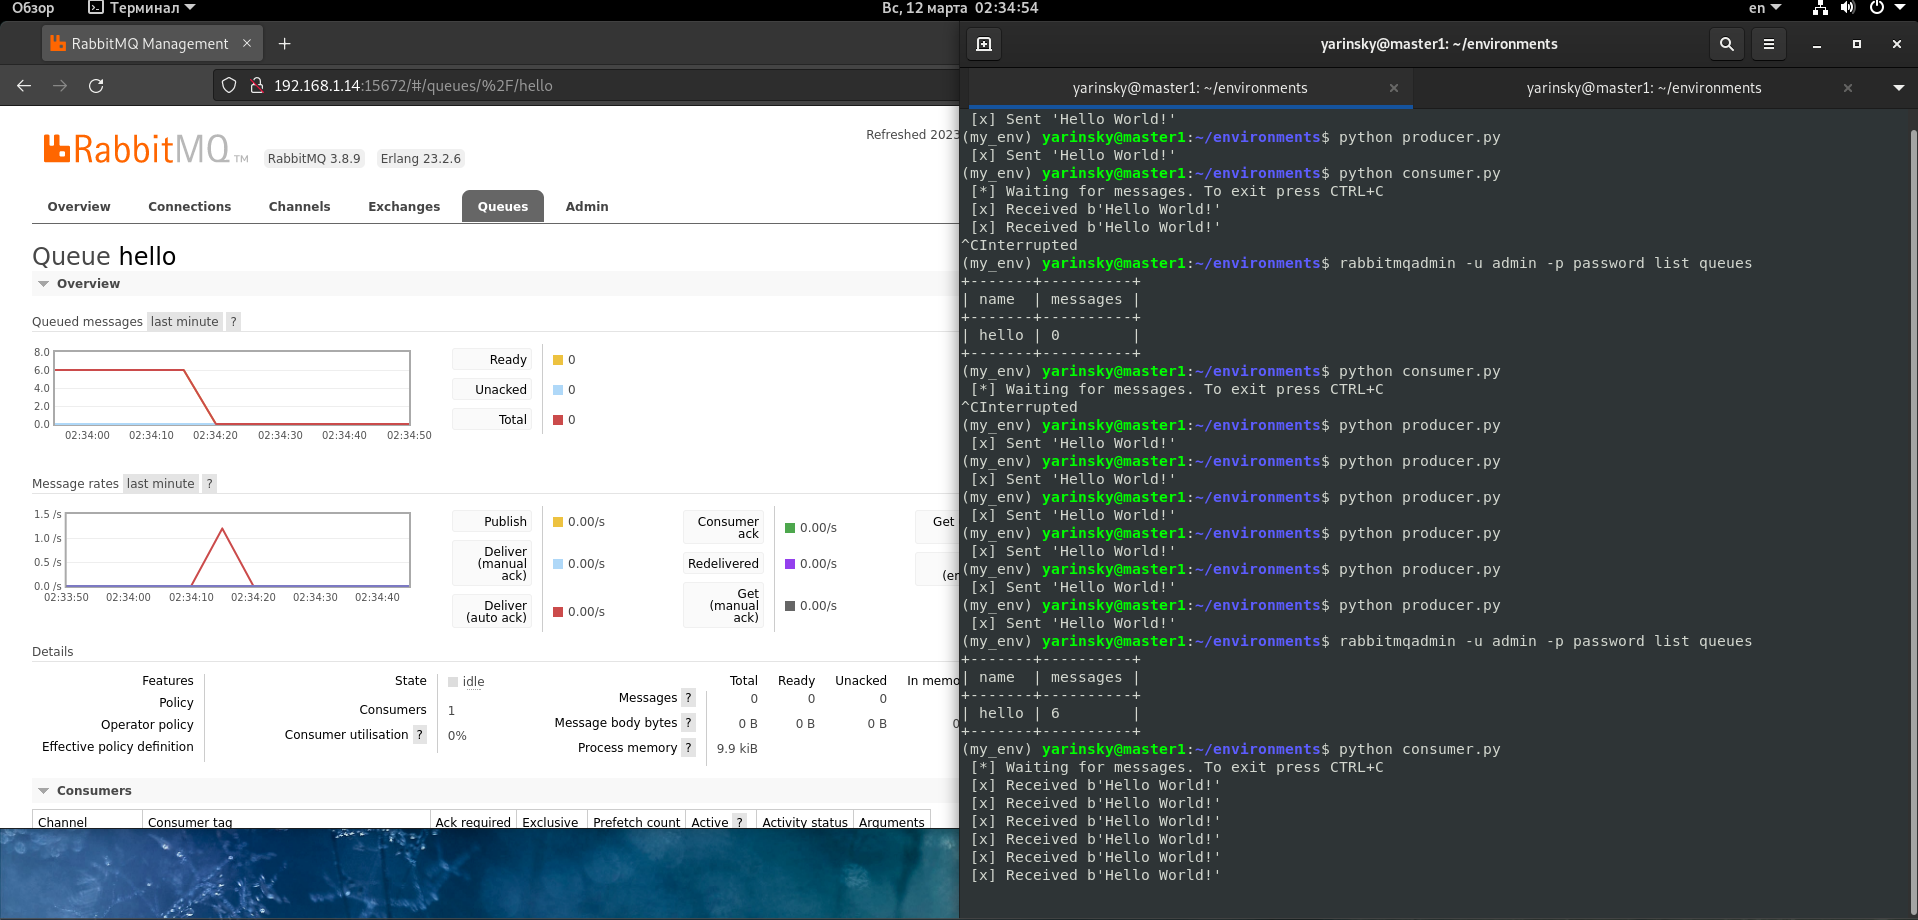 Обзор Терминал Вс, 12 марта 02:34:54 en
RabbitMQ Management
192.168.1.14:15672/#/queues/%2F/hello
Refreshed 2023
RabbitMQ TM RabbitMQ 3.8.9 Erlang 23.2.6
Overview Connections Channels Exchanges Queues Admin
Queue hello
Overview
Queued messages last minute ?
8.0
6.0
4.0
2.0
0.0
02:34:00 02:34:10 02:34:20 02:34:30 02:34:40 02:34:50
Ready 0
Unacked 0
Total 0
Message rates last minute ?
1.5 /s
1.0 /s
0.5 /s
0.0 /s
02:33:50 02:34:00 02:34:10 02:34:20 02:34:30 02:34:40
Publish 0.00/s
Deliver (manual ack) 0.00/s
Deliver (auto ack) 0.00/s
Consumer ack 0.00/s
Redelivered 0.00/s
Get (manual ack) 0.00/s
Get
(er
Details
Features
Policy
Operator policy
Effective policy definition
State idle
Consumers 1
Consumer utilisation ? 0%
Total Ready Unacked In memo
Messages ? 0 0 0
Message body bytes ? 0 B 0 B 0 B 0
Process memory ? 9.9 kiB
Consumers
Channel Consumer tag Ack required Exclusive Prefetch count Active ? Activity status Arguments
yarinsky@master1: ~/environments
yarinsky@master1: ~/environments yarinsky@master1: ~/environments
[x] Sent 'Hello World!'
(my_env) yarinsky@master1:~/environments$ python producer.py
[x] Sent 'Hello World!'
(my_env) yarinsky@master1:~/environments$ python consumer.py
[*] Waiting for messages. To exit press CTRL+C
[x] Received b'Hello World!'
[x] Received b'Hello World!'
^CInterrupted
(my_env) yarinsky@master1:~/environments$ rabbitmqadmin -u admin -p password list queues
+-------+----------+
| name  | messages |
+-------+----------+
| hello | 0        |
+-------+----------+
(my_env) yarinsky@master1:~/environments$ python consumer.py
[*] Waiting for messages. To exit press CTRL+C
^CInterrupted
(my_env) yarinsky@master1:~/environments$ python producer.py
[x] Sent 'Hello World!'
(my_env) yarinsky@master1:~/environments$ python producer.py
[x] Sent 'Hello World!'
(my_env) yarinsky@master1:~/environments$ python producer.py
[x] Sent 'Hello World!'
(my_env) yarinsky@master1:~/environments$ python producer.py
[x] Sent 'Hello World!'
(my_env) yarinsky@master1:~/environments$ python producer.py
[x] Sent 'Hello World!'
(my_env) yarinsky@master1:~/environments$ python producer.py
[x] Sent 'Hello World!'
(my_env) yarinsky@master1:~/environments$ rabbitmqadmin -u admin -p password list queues
+-------+----------+
| name  | messages |
+-------+----------+
| hello | 6        |
+-------+----------+
(my_env) yarinsky@master1:~/environments$ python consumer.py
[*] Waiting for messages. To exit press CTRL+C
[x] Received b'Hello World!'
[x] Received b'Hello World!'
[x] Received b'Hello World!'
[x] Received b'Hello World!'
[x] Received b'Hello World!'
[x] Received b'Hello World!'